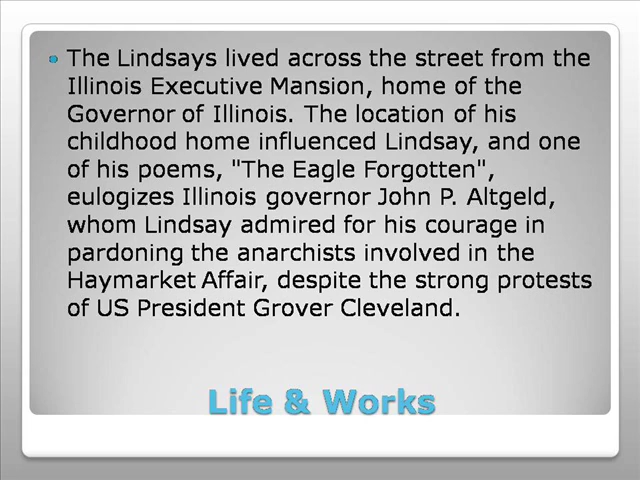 The Lindsays lived across the street from the
Illinois Executive Mansion, home of the
Governor of Illinois. The location of his
childhood home influenced Lindsay, and one
of his poems, "The Eagle Forgotten",
eulogizes Illinois governor John P. Altgeld,
whom Lindsay admired for his courage in
pardoning the anarchists involved in the
Haymarket Affair, despite the strong protests
of US President Grover Cleveland.
Life & Works